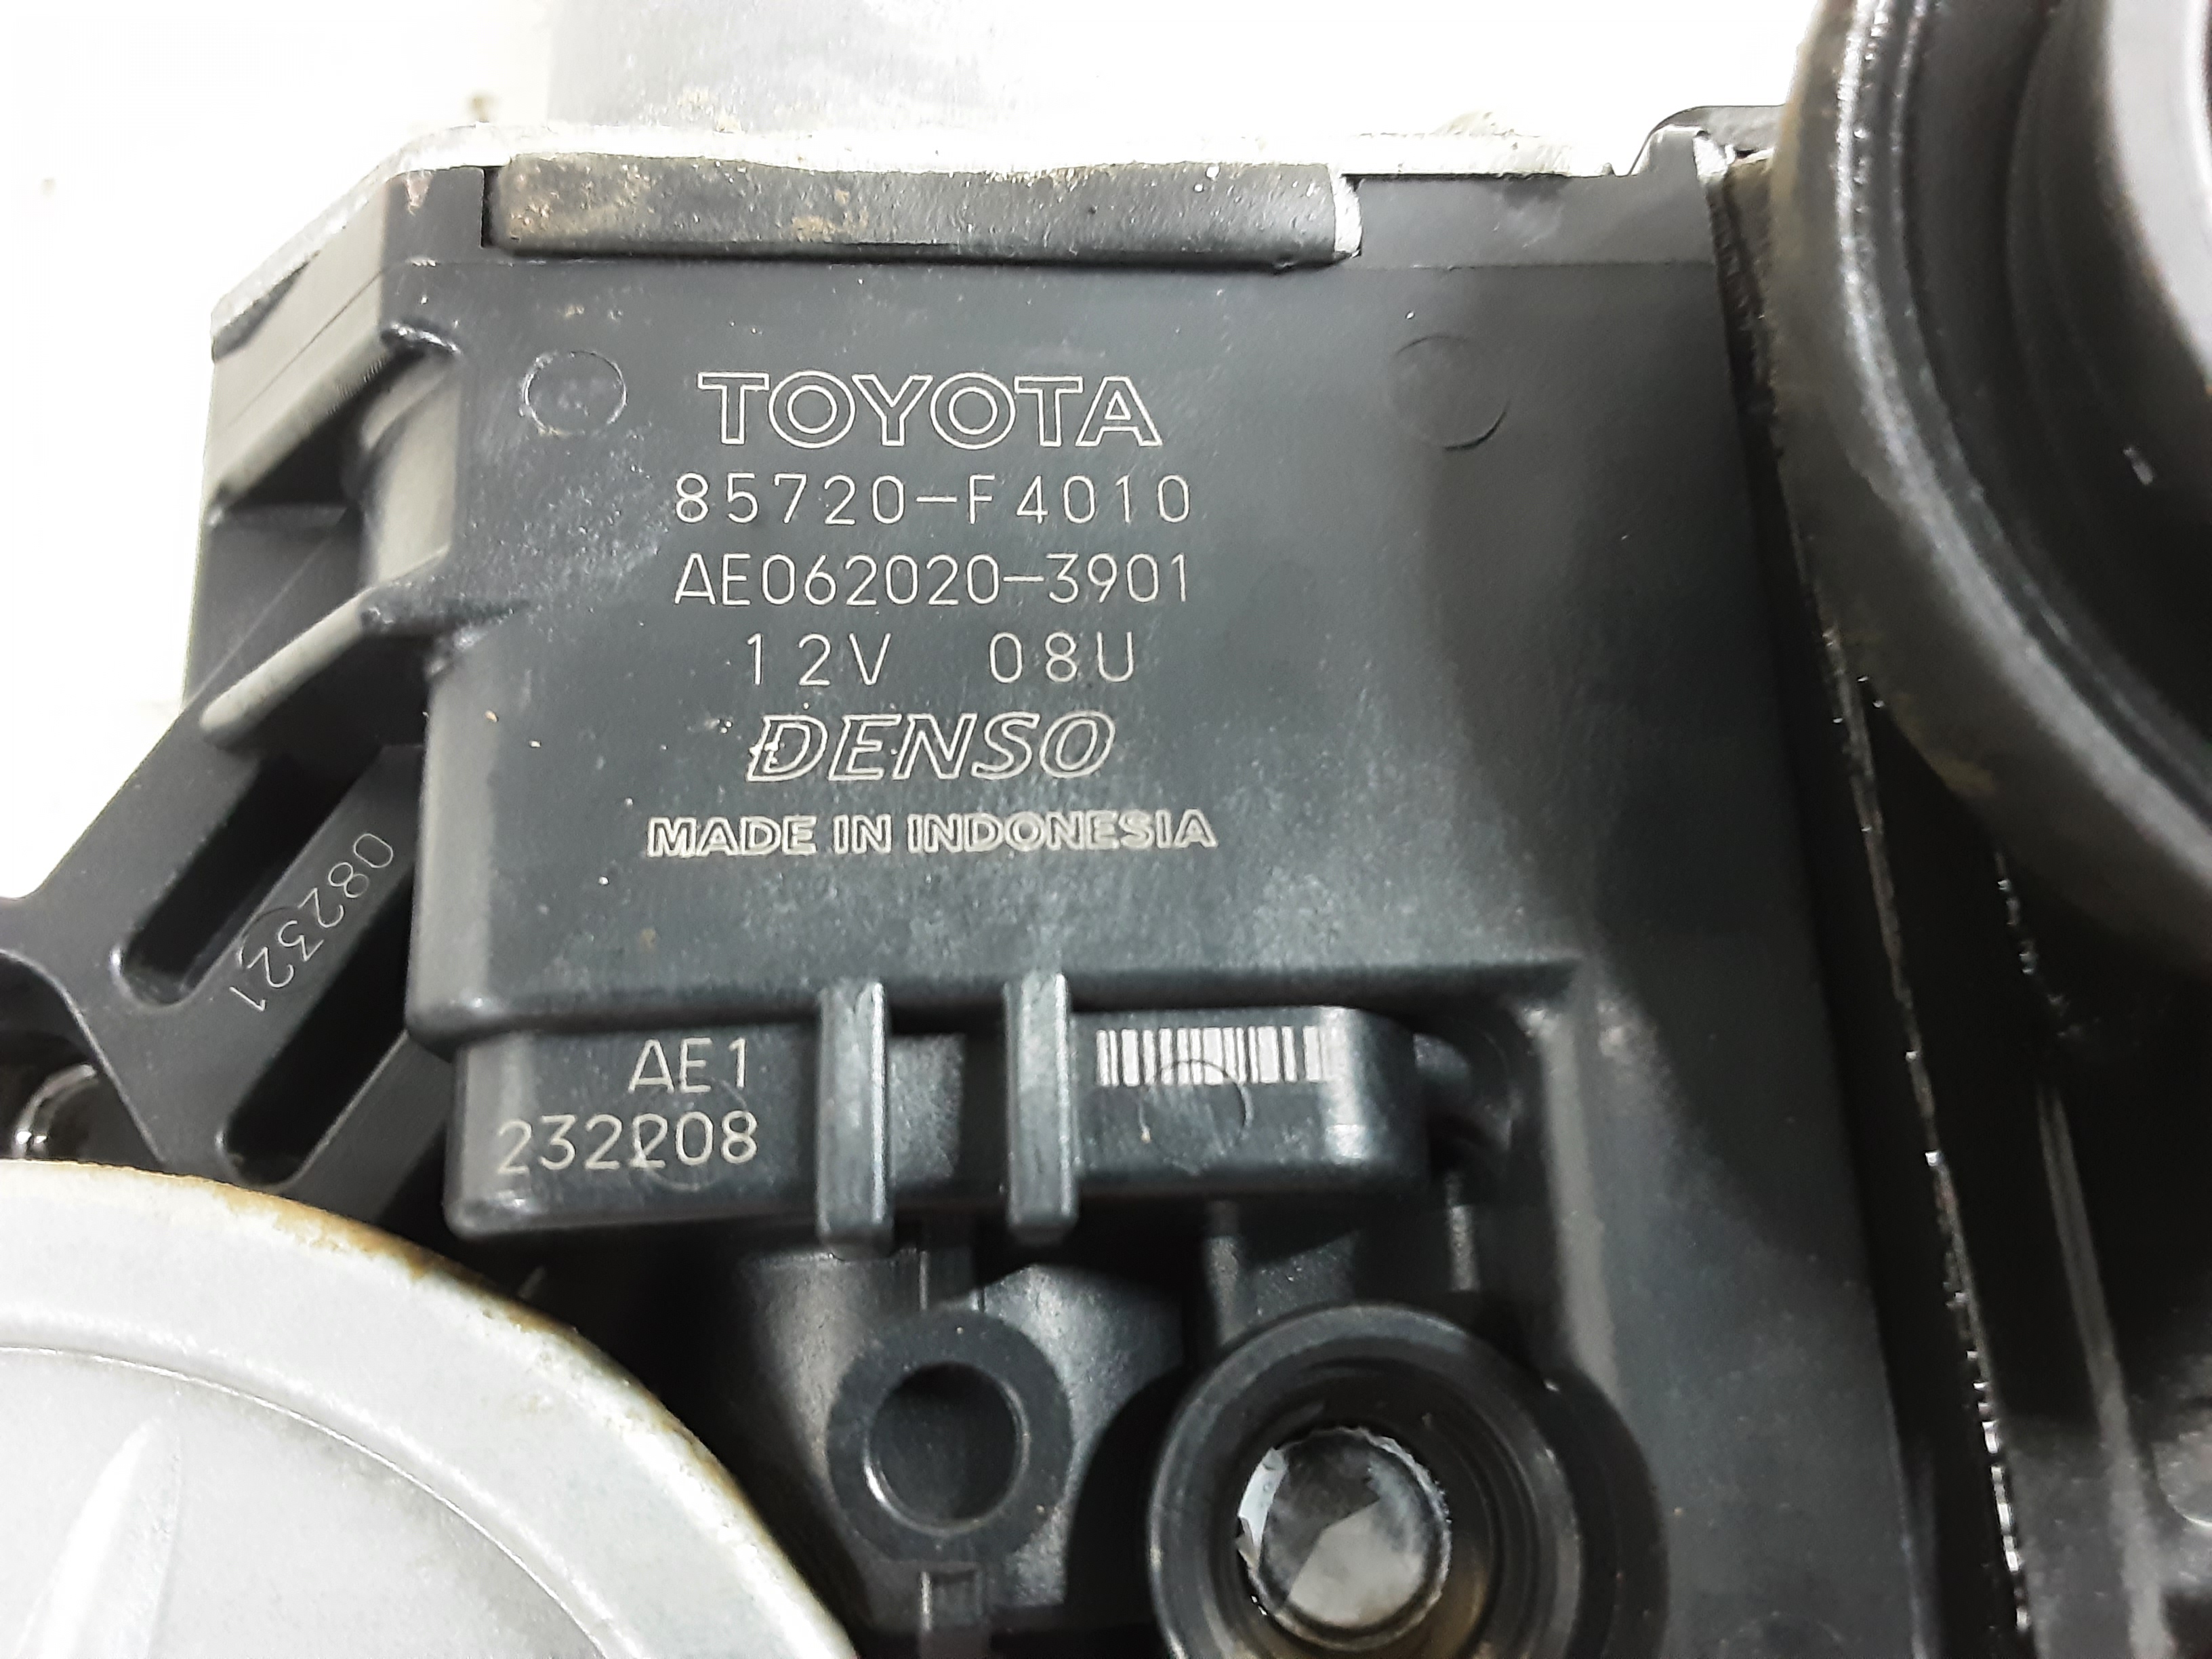 TOYOTA
85720-F4010
AE062020-3901
12V 08U
DENSO
MADE IN INDONESIA
082321
AE1
232208